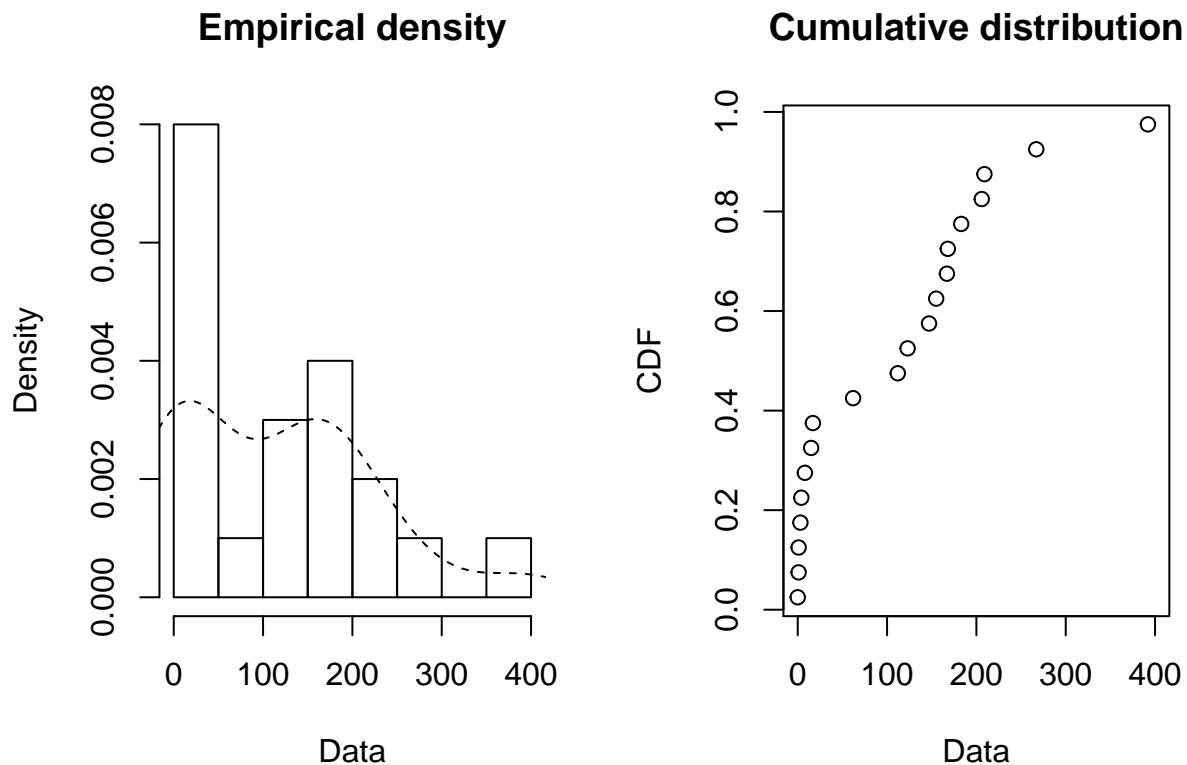 Empirical density
Density
0.000 0.002 0.004 0.006 0.008
0 100 200 300 400
Data
Cumulative distribution
CDF
0.0 0.2 0.4 0.6 0.8 1.0
0 100 200 300 400
Data